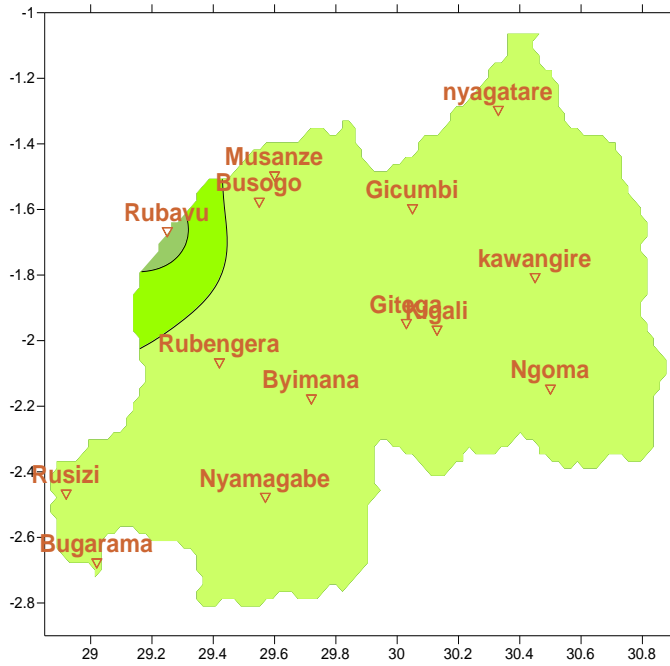 -1
-1.2
nyagatare
-1.4
Musanze
Busogo
Gicumbi
-1.6
Rubavu
kawangire
-1.8
Gitega
Kigali
-2
Rubengera
Byimana
Ngoma
-2.2
-2.4
Rusizi
Nyamagabe
-2.6
Bugarama
-2.8
29 29.2 29.4 29.6 29.8 30 30.2 30.4 30.6 30.8